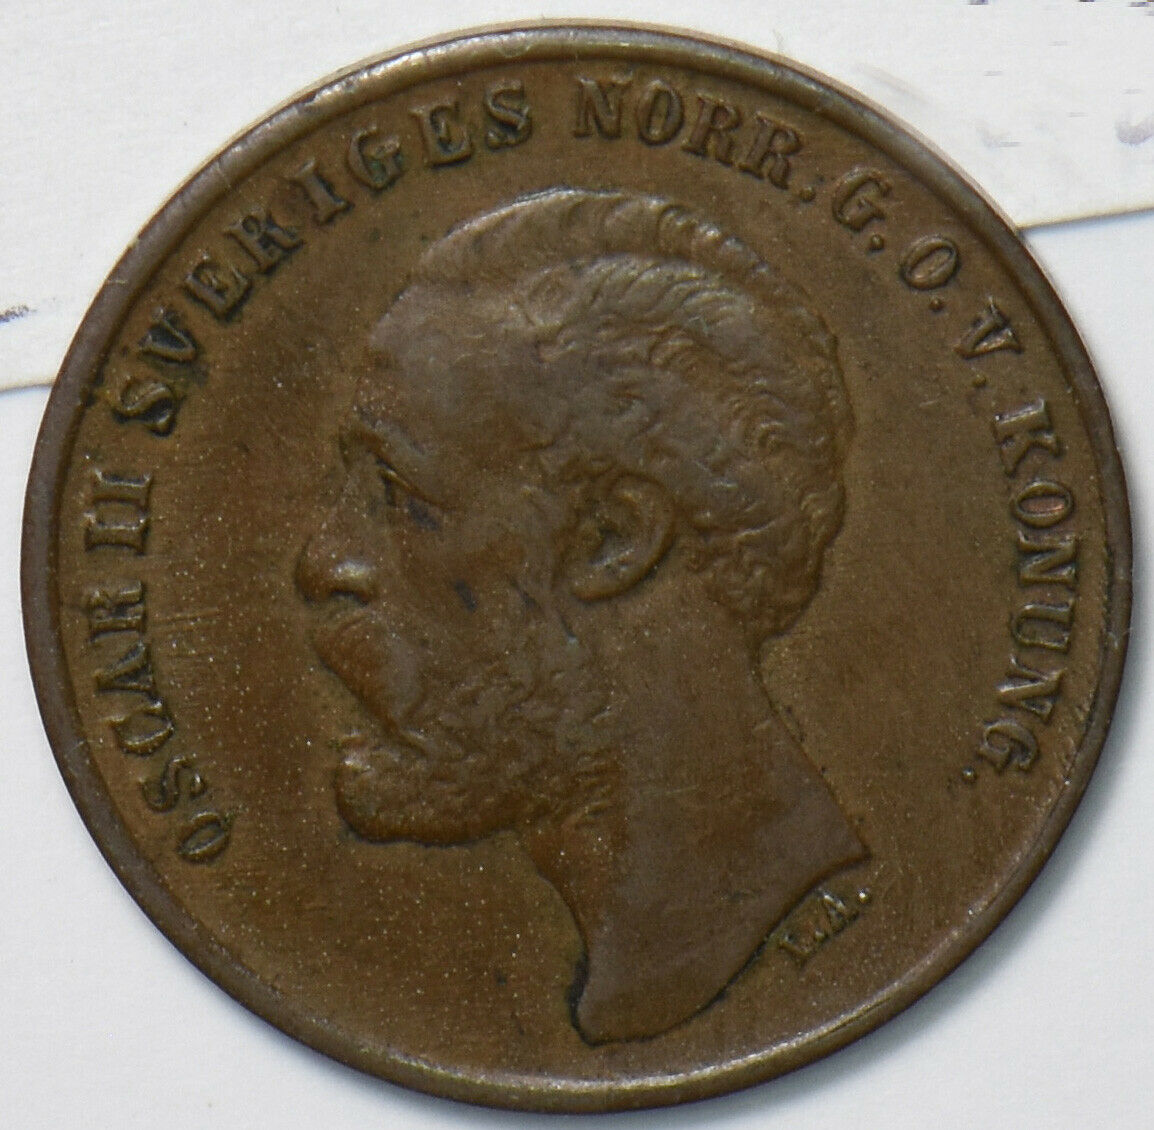 OSCAR II SVERIGES NORR. G. O. V. KONUNG.
L.A.